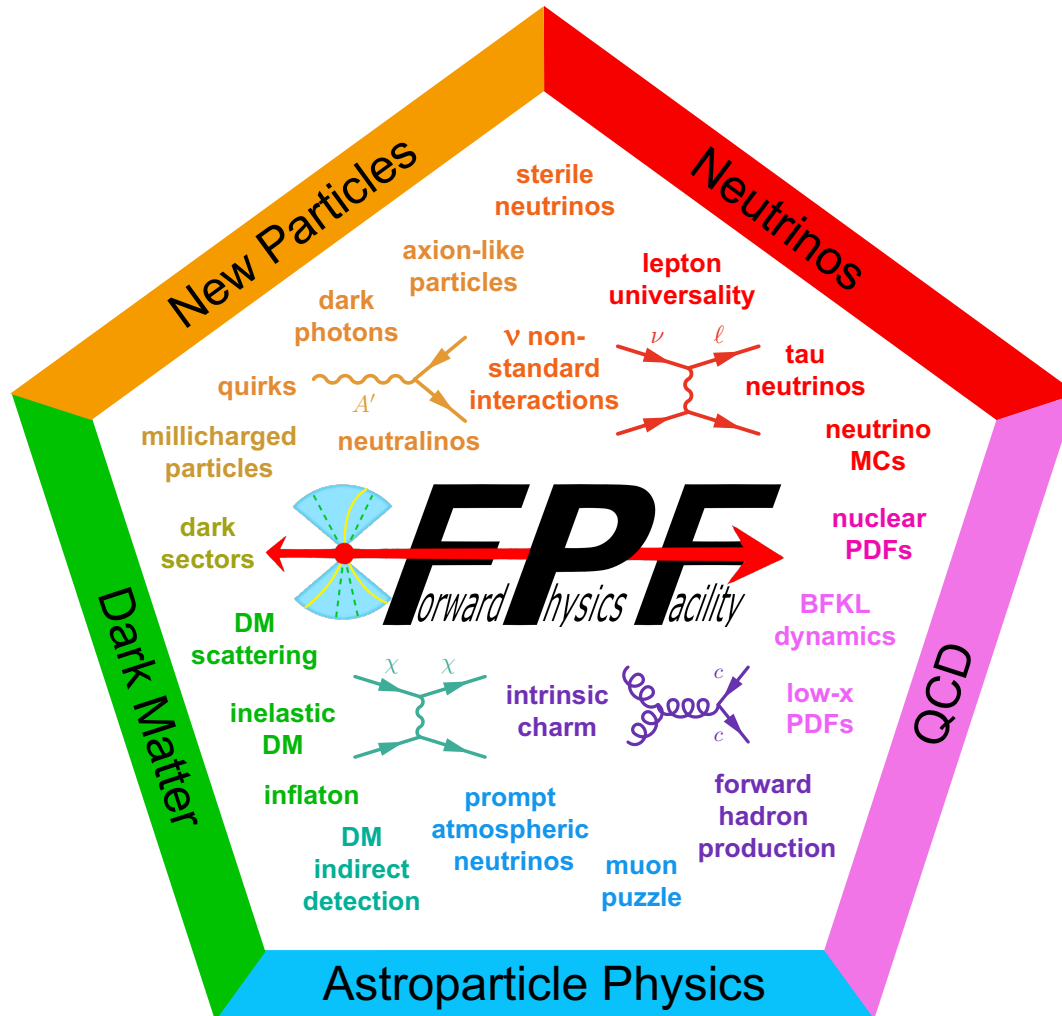 New Particles
Neutrinos
sterile
neutrinos
axion-like
particles
lepton
universality
dark
photons
ν non-
standard
interactions
ν
ℓ
tau
neutrinos
quirks
A′
neutralinos
millicharged
particles
neutrino
MCs
dark
sectors
Forward Physics Facility
nuclear
PDFs
BFKL
dynamics
DM
scattering
χ
χ
intrinsic
charm
c
c
low-x
PDFs
QCD
Dark Matter
inelastic
DM
inflaton
DM
indirect
detection
prompt
atmospheric
neutrinos
muon
puzzle
forward
hadron
production
Astroparticle Physics